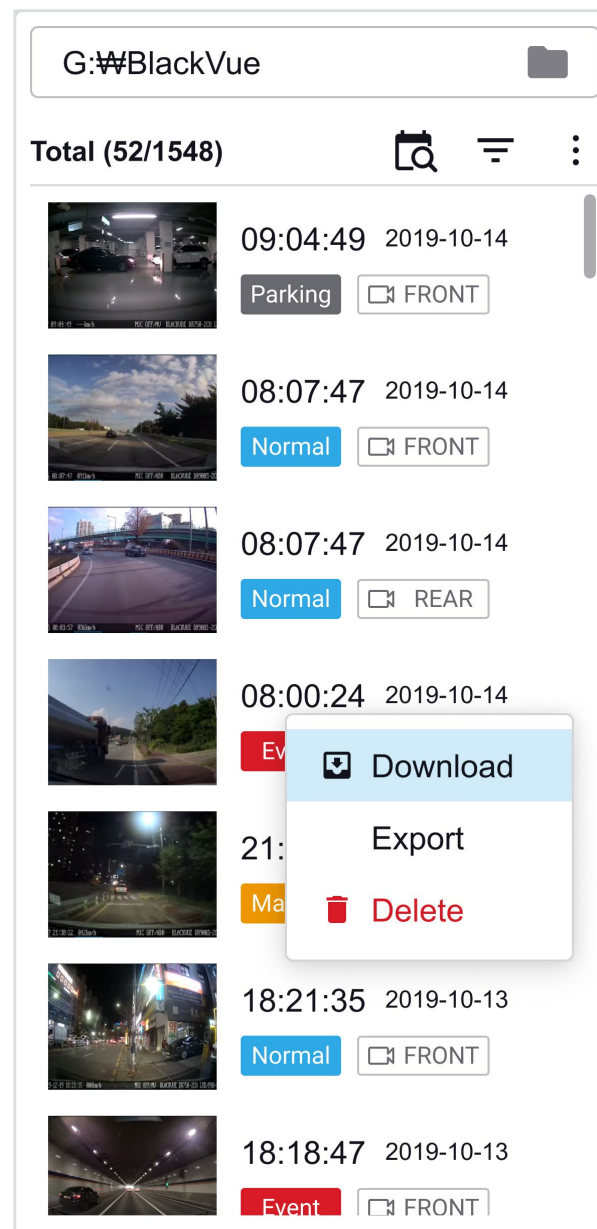 G:₩BlackVue
Total (52/1548)
09:04:49 2019-10-14
Parking FRONT
08:07:47 2019-10-14
Normal FRONT
08:07:47 2019-10-14
Normal REAR
08:00:24 2019-10-14
Ev
Download
21:
Export
Ma
Delete
18:21:35 2019-10-13
Normal FRONT
18:18:47 2019-10-13
Event FRONT